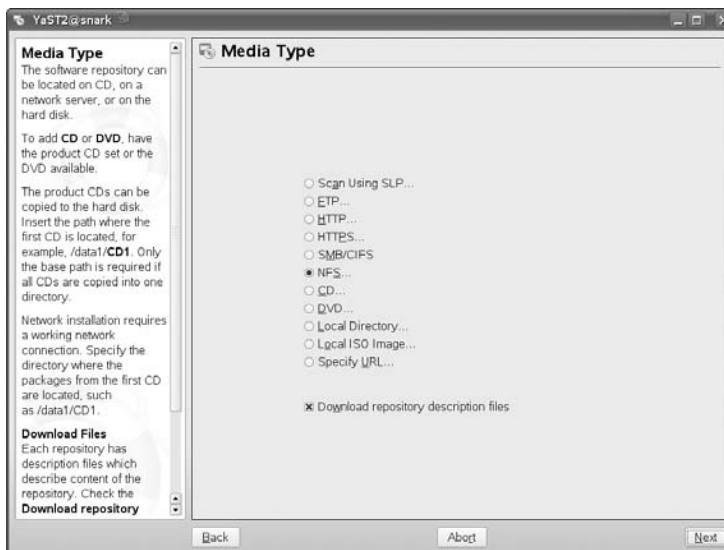 YaST2@snark
Media Type
The software repository can
be located on CD, on a
network server, or on the
hard disk.
To add CD or DVD, have
the product CD set or the
DVD available.
The product CDs can be
copied to the hard disk.
Insert the path where the
first CD is located, for
example, /data1/CD1. Only
the base path is required if
all CDs are copied into one
directory.
Network installation requires
a working network
connection. Specify the
directory where the
packages from the first CD
are located, such
as /data1/CD1.
Download Files
Each repository has
description files which
describe content of the
repository. Check the
Download repository
Media Type
Scan Using SLP...
FTP...
HTTP...
HTTPS...
SMB/CIFS
NFS...
CD...
DVD...
Local Directory...
Local ISO Image...
Specify URL...
Download repository description files
Back
Abort
Next